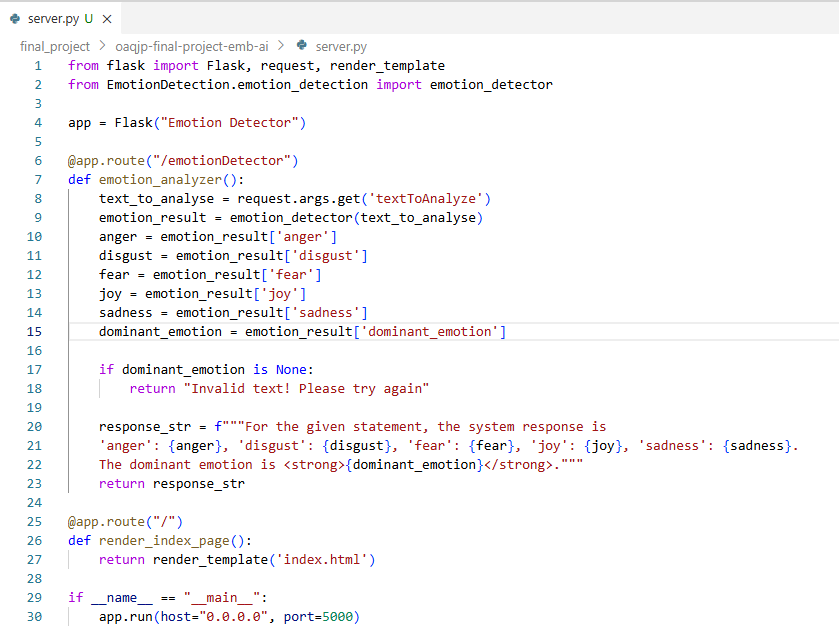 server.py U ×
final_project > oaqjp-final-project-emb-ai > server.py
1 from flask import Flask, request, render_template
2 from EmotionDetection.emotion_detection import emotion_detector
3
4 app = Flask("Emotion Detector")
5
6 @app.route("/emotionDetector")
7 def emotion_analyzer():
8     text_to_analyse = request.args.get('textToAnalyze')
9     emotion_result = emotion_detector(text_to_analyse)
10     anger = emotion_result['anger']
11     disgust = emotion_result['disgust']
12     fear = emotion_result['fear']
13     joy = emotion_result['joy']
14     sadness = emotion_result['sadness']
15     dominant_emotion = emotion_result['dominant_emotion']
16
17     if dominant_emotion is None:
18         return "Invalid text! Please try again"
19
20     response_str = f"""For the given statement, the system response is
21     'anger': {anger}, 'disgust': {disgust}, 'fear': {fear}, 'joy': {joy}, 'sadness': {sadness}.
22     The dominant emotion is <strong>{dominant_emotion}</strong>."""
23     return response_str
24
25 @app.route("/")
26 def render_index_page():
27     return render_template('index.html')
28
29 if __name__ == "__main__":
30     app.run(host="0.0.0.0", port=5000)